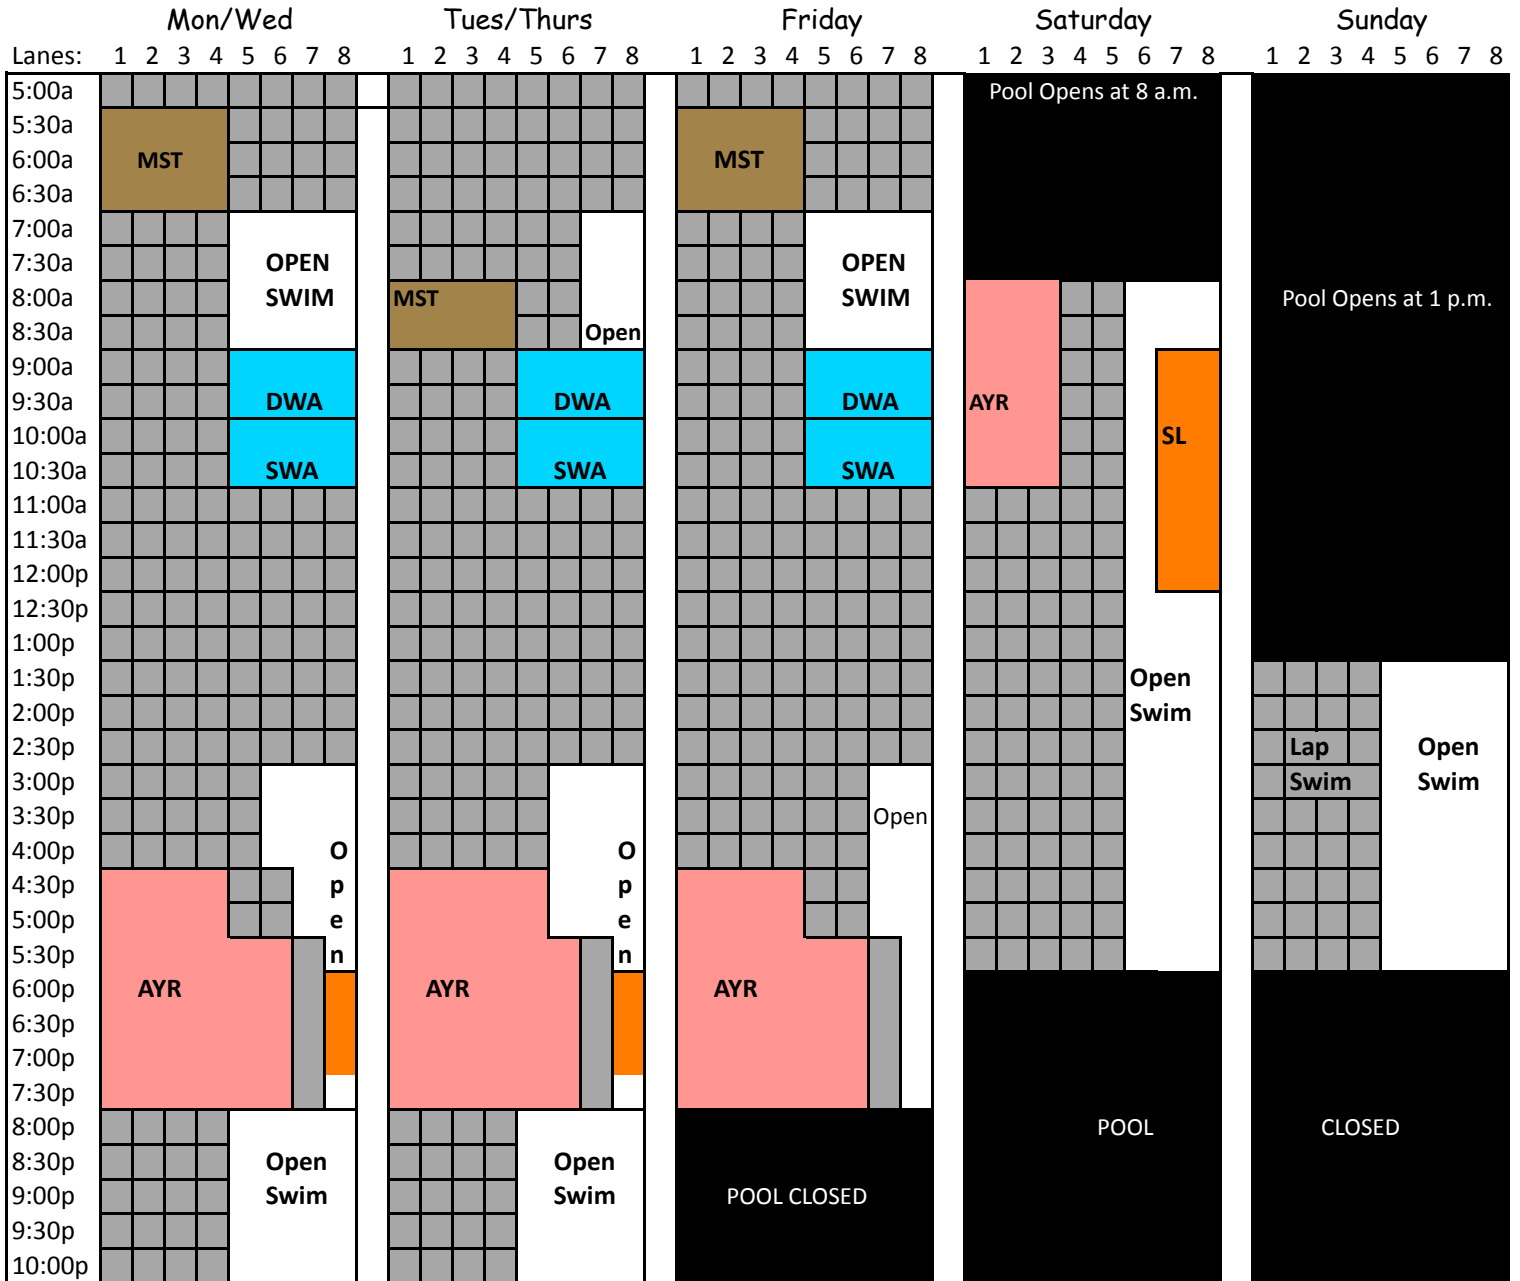 Mon/Wed Tues/Thurs Friday Saturday Sunday
Lanes: 1 2 3 4 5 6 7 8 1 2 3 4 5 6 7 8 1 2 3 4 5 6 7 8 1 2 3 4 5 6 7 8 1 2 3 4 5 6 7 8
5:00a Pool Opens at 8 a.m.
5:30a
6:00a MST MST
6:30a
7:00a
7:30a OPEN OPEN
8:00a SWIM MST SWIM Pool Opens at 1 p.m.
8:30a Open
9:00a
9:30a DWA DWA DWA AYR
10:00a SL
10:30a SWA SWA SWA
11:00a
11:30a
12:00p
12:30p
1:00p
1:30p Open
2:00p Swim
2:30p Lap Open
3:00p Swim Swim
3:30p Open
4:00p O O
4:30p p p
5:00p e e
5:30p n n
6:00p AYR AYR AYR
6:30p
7:00p
7:30p
8:00p POOL CLOSED
8:30p Open Open
9:00p Swim Swim POOL CLOSED
9:30p
10:00p